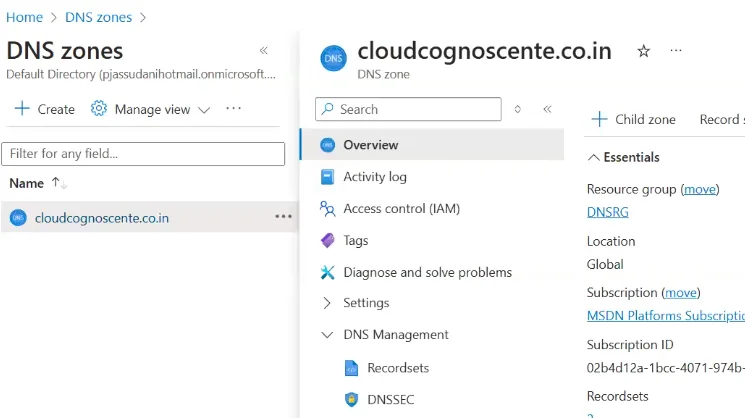 Home > DNS zones >
DNS zones
Default Directory (pjassudanihotmail.onmicrosoft....
Create
Manage view
Filter for any field...
Name
cloudcognoscente.co.in
DNS
cloudcognoscente.co.in
DNS zone
Search
Overview
Activity log
Access control (IAM)
Tags
Diagnose and solve problems
Settings
DNS Management
Recordsets
DNSSEC
Child zone
Record s
Essentials
Resource group (move)
DNSRG
Location
Global
Subscription (move)
MSDN Platforms Subscriptio
Subscription ID
02b4d12a-1bcc-4071-974b-
Recordsets